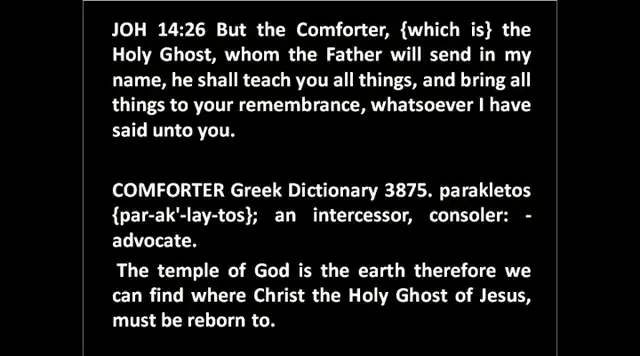 JOH 14:26 But the Comforter, {which is} the
Holy Ghost, whom the Father will send in my
name, he shall teach you all things, and bring all
things to your remembrance, whatsoever I have
said unto you.
COMFORTER Greek Dictionary 3875. parakletos
{par-ak'-lay-tos}; an intercessor, consoler: -
advocate.
The temple of God is the earth therefore we
can find where Christ the Holy Ghost of Jesus,
must be reborn to.